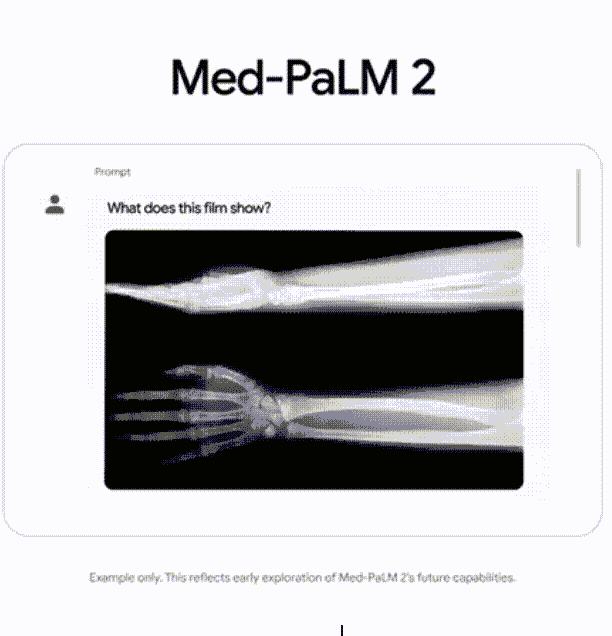 Med-PaLM 2
Prompt
What does this film show?
Example only. This reflects early exploration of Med-PaLM 2's future capabilities.